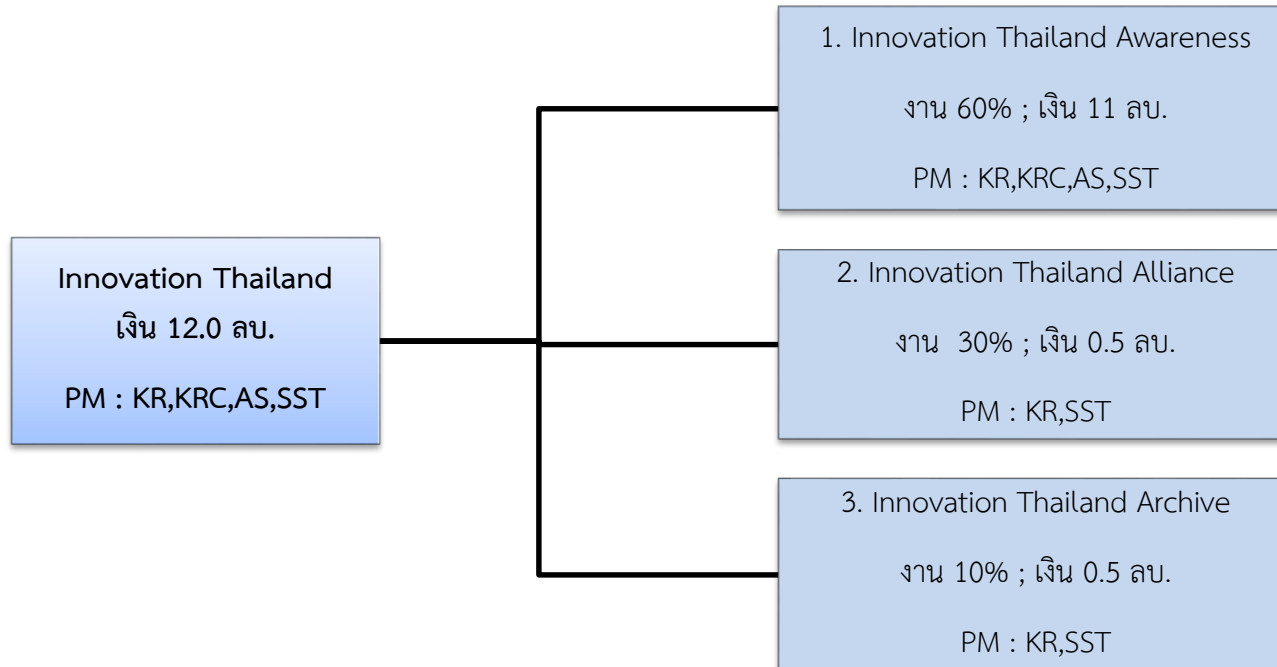 Innovation Thailand
เงิน 12.0 ลบ.
PM : KR,KRC,AS,SST
1. Innovation Thailand Awareness
งาน 60% ; เงิน 11 ลบ.
PM : KR,KRC,AS,SST
2. Innovation Thailand Alliance
งาน 30% ; เงิน 0.5 ลบ.
PM : KR,SST
3. Innovation Thailand Archive
งาน 10% ; เงิน 0.5 ลบ.
PM : KR,SST